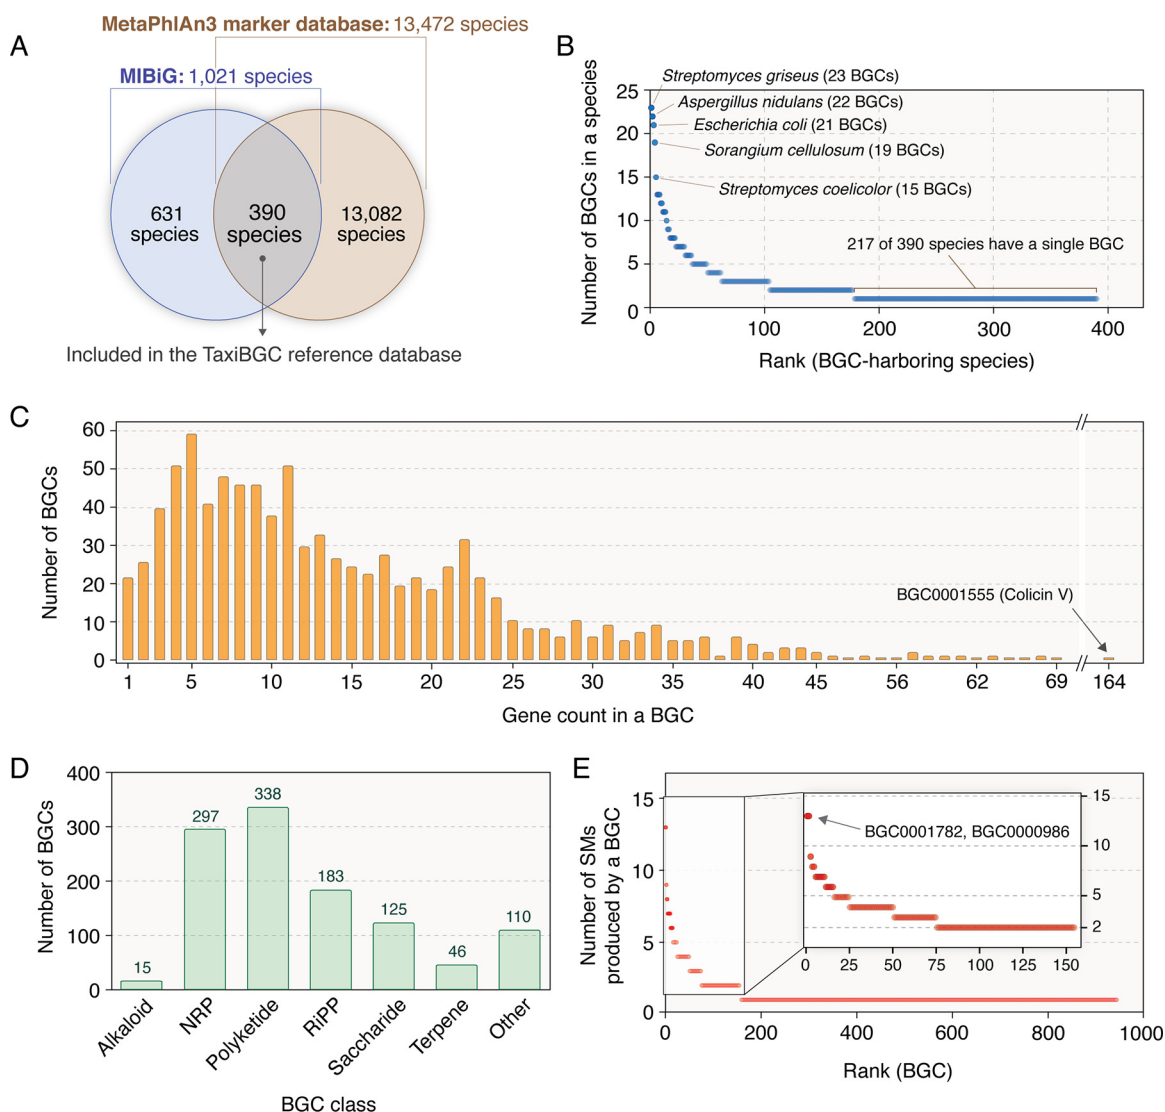 A
MetaPhlAn3 marker database: 13,472 species
MIBiG: 1,021 species
631
species
390
species
13,082
species
Included in the TaxiBGC reference database
B
Number of BGCs in a species
25
20
15
10
5
0
Streptomyces griseus (23 BGCs)
Aspergillus nidulans (22 BGCs)
Escherichia coli (21 BGCs)
Sorangium cellulosum (19 BGCs)
Streptomyces coelicolor (15 BGCs)
217 of 390 species have a single BGC
0 100 200 300 400
Rank (BGC-harboring species)
C
Number of BGCs
60
50
40
30
20
10
0
BGC0001555 (Colicin V)
1 5 10 15 20 25 30 35 40 45 56 62 69 164
Gene count in a BGC
D
Number of BGCs
400
300
200
100
0
15
297
338
183
125
46
110
Alkaloid
NRP
Polyketide
RiPP
Saccharide
Terpene
Other
BGC class
E
Number of SMs
produced by a BGC
15
10
5
0
BGC0001782, BGC0000986
15
10
5
2
0 25 50 75 100 125 150
0 200 400 600 800 1000
Rank (BGC)